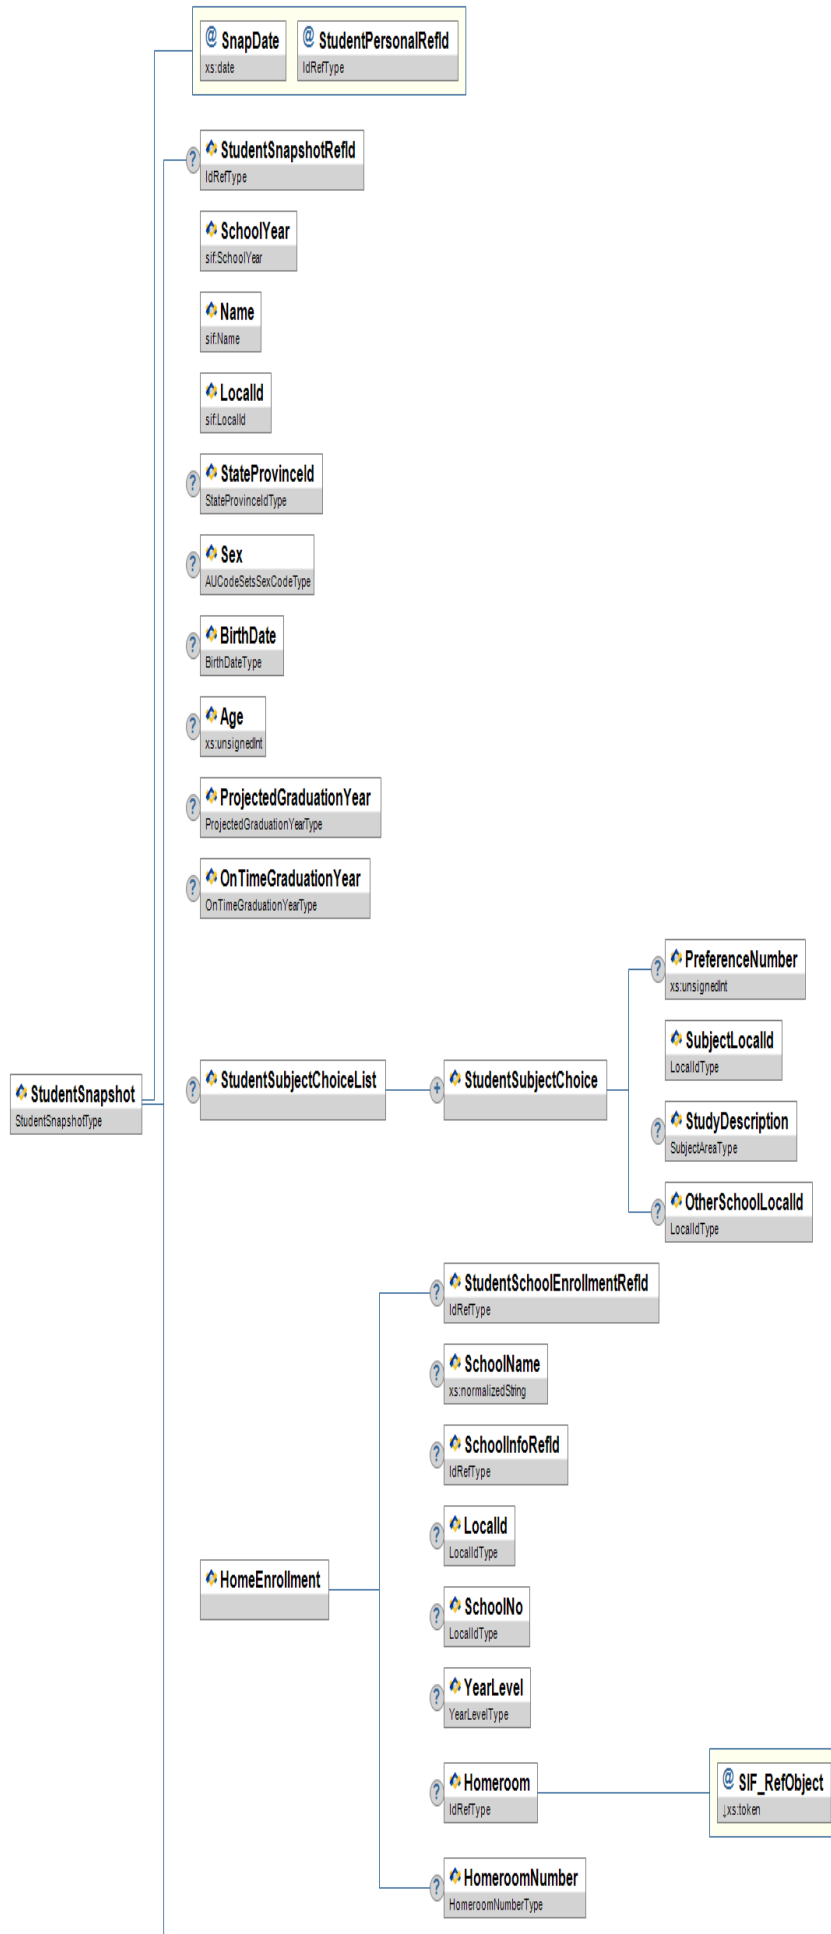 @ SnapDate
xs:date
@ StudentPersonalRefId
IdRefType
? StudentSnapshotRefId
IdRefType
SchoolYear
sif:SchoolYear
Name
sif:Name
LocalId
sif:LocalId
? StateProvinceId
StateProvinceIdType
? Sex
AUCodeSetsSexCodeType
? BirthDate
BirthDateType
? Age
xs:unsignedInt
? ProjectedGraduationYear
ProjectedGraduationYearType
? OnTimeGraduationYear
OnTimeGraduationYearType
StudentSnapshot
StudentSnapshotType
? StudentSubjectChoiceList
+ StudentSubjectChoice
? PreferenceNumber
xs:unsignedInt
SubjectLocalId
LocalIdType
? StudyDescription
SubjectAreaType
? OtherSchoolLocalId
LocalIdType
HomeEnrollment
? StudentSchoolEnrollmentRefId
IdRefType
? SchoolName
xs:normalizedString
? SchoolInfoRefId
IdRefType
? LocalId
LocalIdType
? SchoolNo
LocalIdType
? YearLevel
YearLevelType
? Homeroom
IdRefType
@ SIF_RefObject
↓xs:token
? HomeroomNumber
HomeroomNumberType